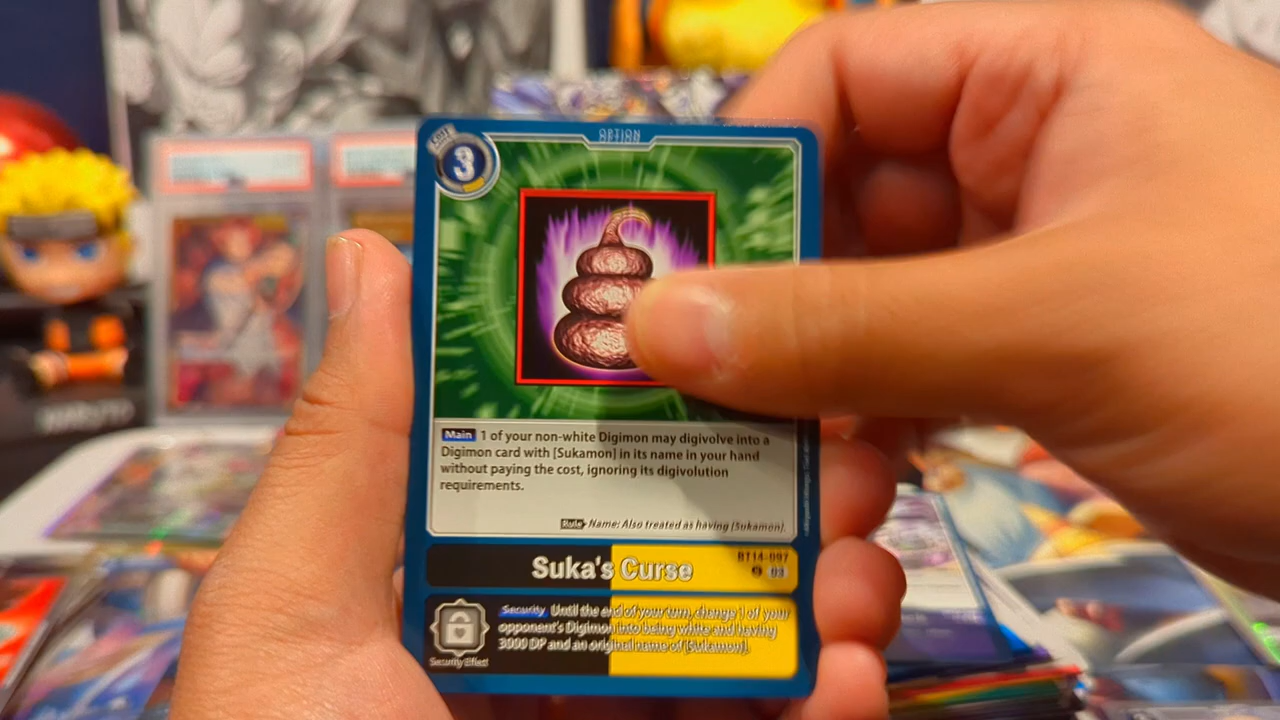 OPTION
COST
3
Main 1 of your non-white Digimon may digivolve into a
Digimon card with [Sukamon] in its name in your hand
without paying the cost, ignoring its digivolution
requirements.
Rule Name: Also treated as having [Sukamon].
BT14-097
Suka's Curse
C 03
Security Until the end of your turn, change 1 of your
opponent's Digimon into being white and having
3000 DP and an original name of [Sukamon].
Security Effect
NARUTO